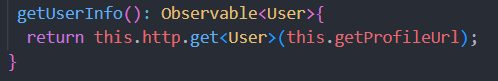 getUserInfo(): Observable<User>{
return this.http.get<User>(this.getProfileUrl);
}